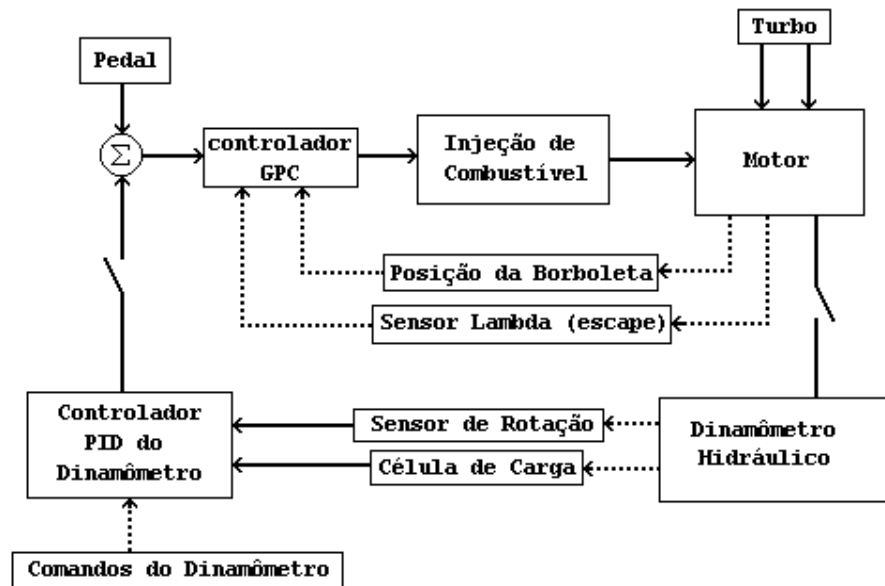 Turbo
Pedal
Σ
controlador
GPC
Injeção de
Combustível
Motor
Posição da Borboleta
Sensor Lambda (escape)
Controlador
PID do
Dinamômetro
Sensor de Rotação
Célula de Carga
Dinamômetro
Hidráulico
Comandos do Dinamômetro